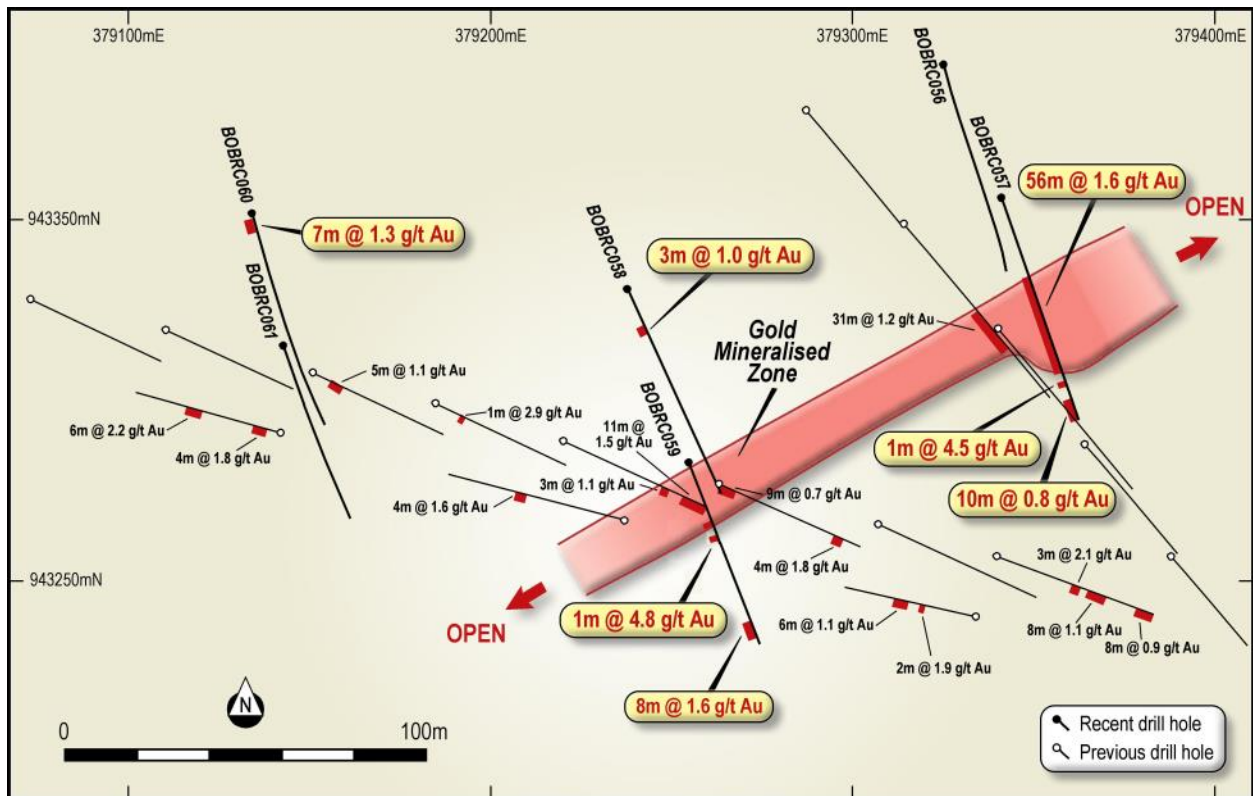 379100mE
379200mE
379300mE
379400mE
BOBRC056
BOBRC060
BOBRC057
56m @ 1.6 g/t Au
OPEN
943350mN
7m @ 1.3 g/t Au
BOBRC058
3m @ 1.0 g/t Au
BOBRC061
31m @ 1.2 g/t Au
Gold
Mineralised
Zone
5m @ 1.1 g/t Au
1m @ 2.9 g/t Au
BOBRC059
6m @ 2.2 g/t Au
11m @
1.5 g/t Au
4m @ 1.8 g/t Au
1m @ 4.5 g/t Au
3m @ 1.1 g/t Au
9m @ 0.7 g/t Au
10m @ 0.8 g/t Au
4m @ 1.6 g/t Au
943250mN
4m @ 1.8 g/t Au
3m @ 2.1 g/t Au
1m @ 4.8 g/t Au
OPEN
6m @ 1.1 g/t Au
8m @ 1.1 g/t Au
8m @ 0.9 g/t Au
2m @ 1.9 g/t Au
8m @ 1.6 g/t Au
N
0
100m
Recent drill hole
Previous drill hole